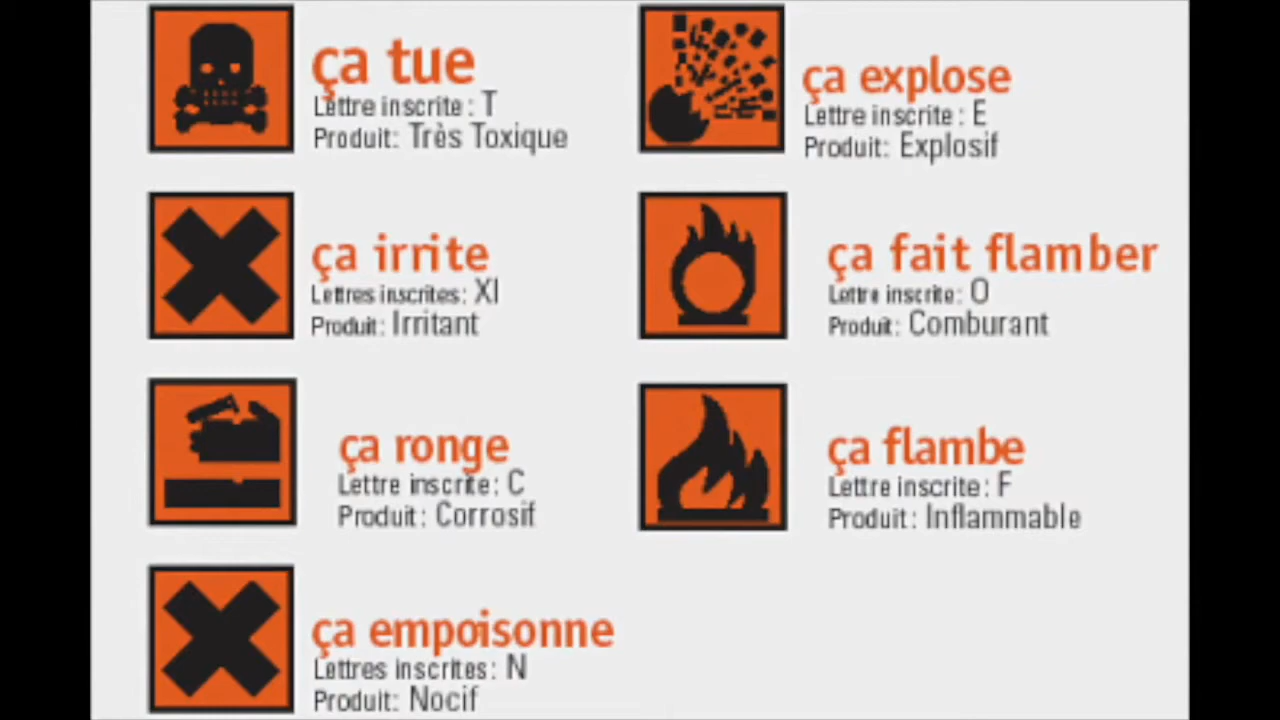 ça tue
Lettre inscrite : T
Produit: Très Toxique
ça explose
Lettre inscrite : E
Produit: Explosif
ça irrite
Lettres inscrites: XI
Produit: Irritant
ça fait flamber
Lettre inscrite: O
Produit: Comburant
ça ronge
Lettre inscrite: C
Produit: Corrosif
ça flambe
Lettre inscrite: F
Produit: Inflammable
ça empoisonne
Lettres inscrites: N
Produit: Nocif